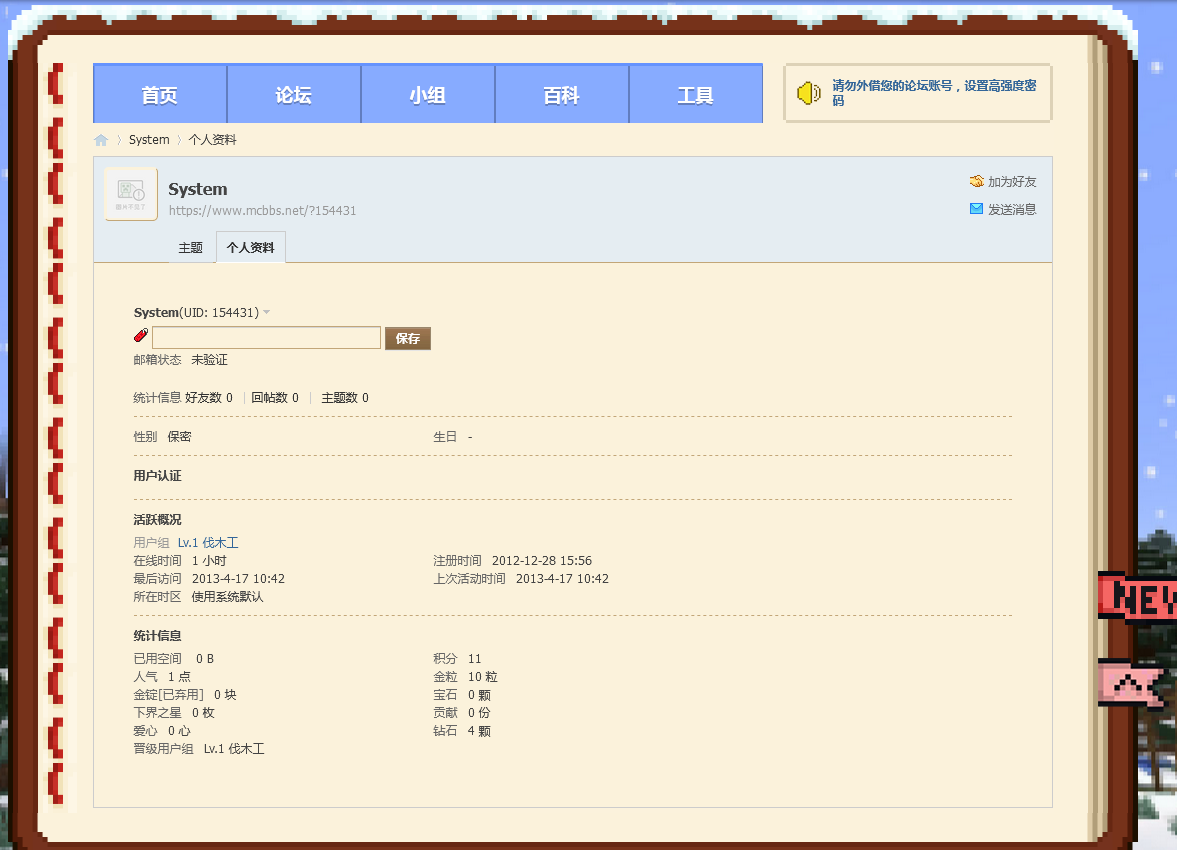 首页 论坛 小组 百科 工具
请勿外借您的论坛账号，设置高强度密
码
System 个人资料
图片不见了
System
https://www.mcbbs.net/?154431
加为好友
发送消息
主题 个人资料
System(UID: 154431)
保存
邮箱状态 未验证
统计信息 好友数 0 | 回帖数 0 | 主题数 0
性别 保密 生日 -
用户认证
活跃概况
用户组 Lv.1 伐木工
在线时间 1 小时 注册时间 2012-12-28 15:56
最后访问 2013-4-17 10:42 上次活动时间 2013-4-17 10:42
所在时区 使用系统默认
NEW
统计信息
已用空间 0 B 积分 11
人气 1 点 金粒 10 粒
金锭[已弃用] 0 块 宝石 0 颗
下界之星 0 枚 贡献 0 份
爱心 0 心 钻石 4 颗
晋级用户组 Lv.1 伐木工